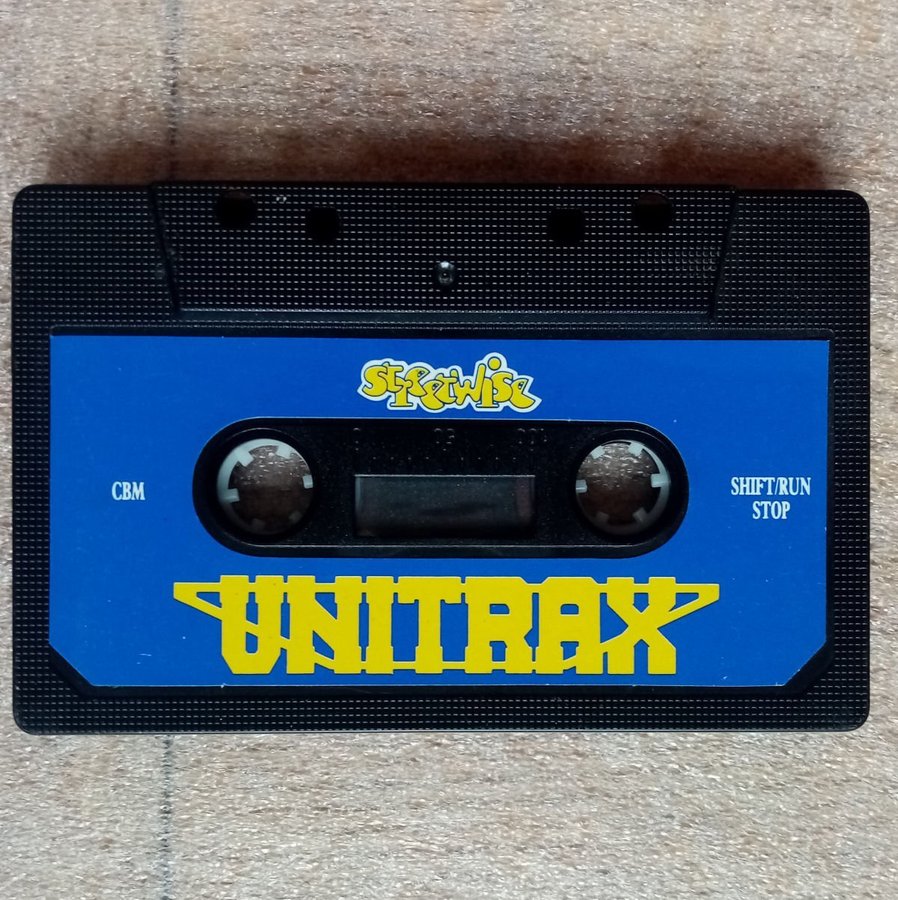 streetwise
CBM
SHIFT/RUN
STOP
UNITRAX